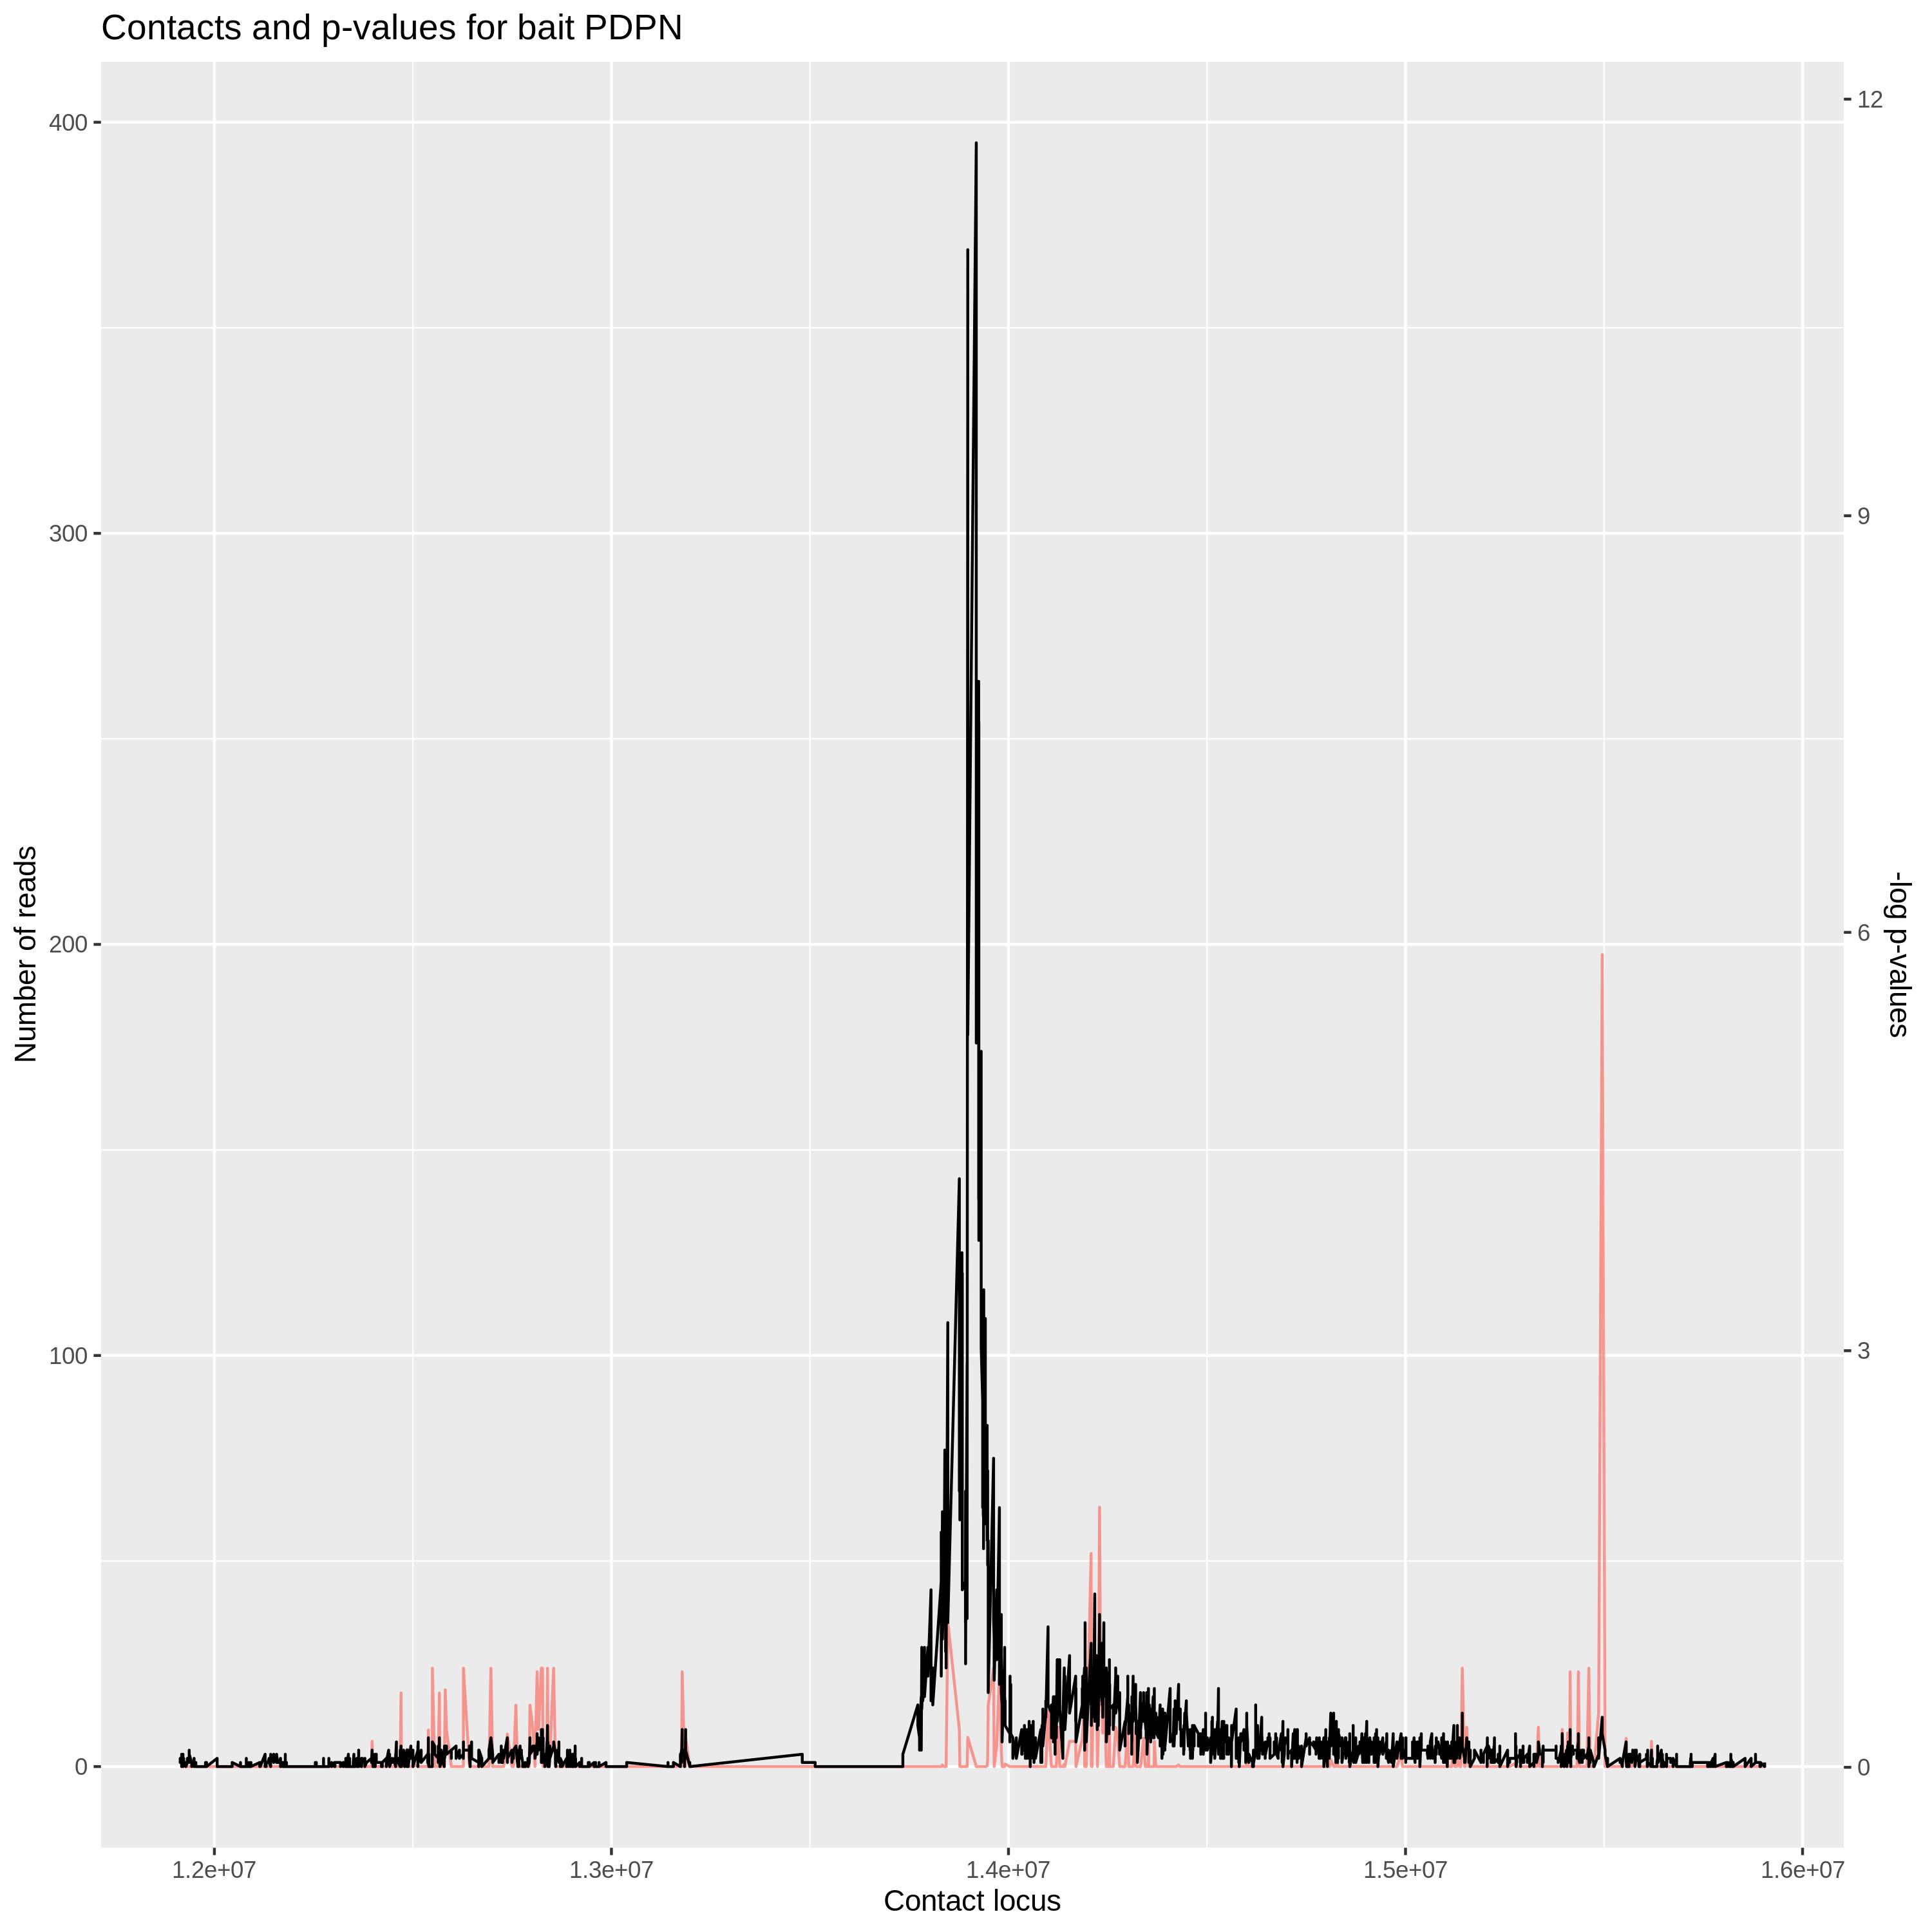 Contacts and p-values for bait PDPN
400
300
200
100
0
12
9
6
3
0
Number of reads
-log p-values
1.2e+07 1.3e+07 1.4e+07 1.5e+07 1.6e+07
Contact locus